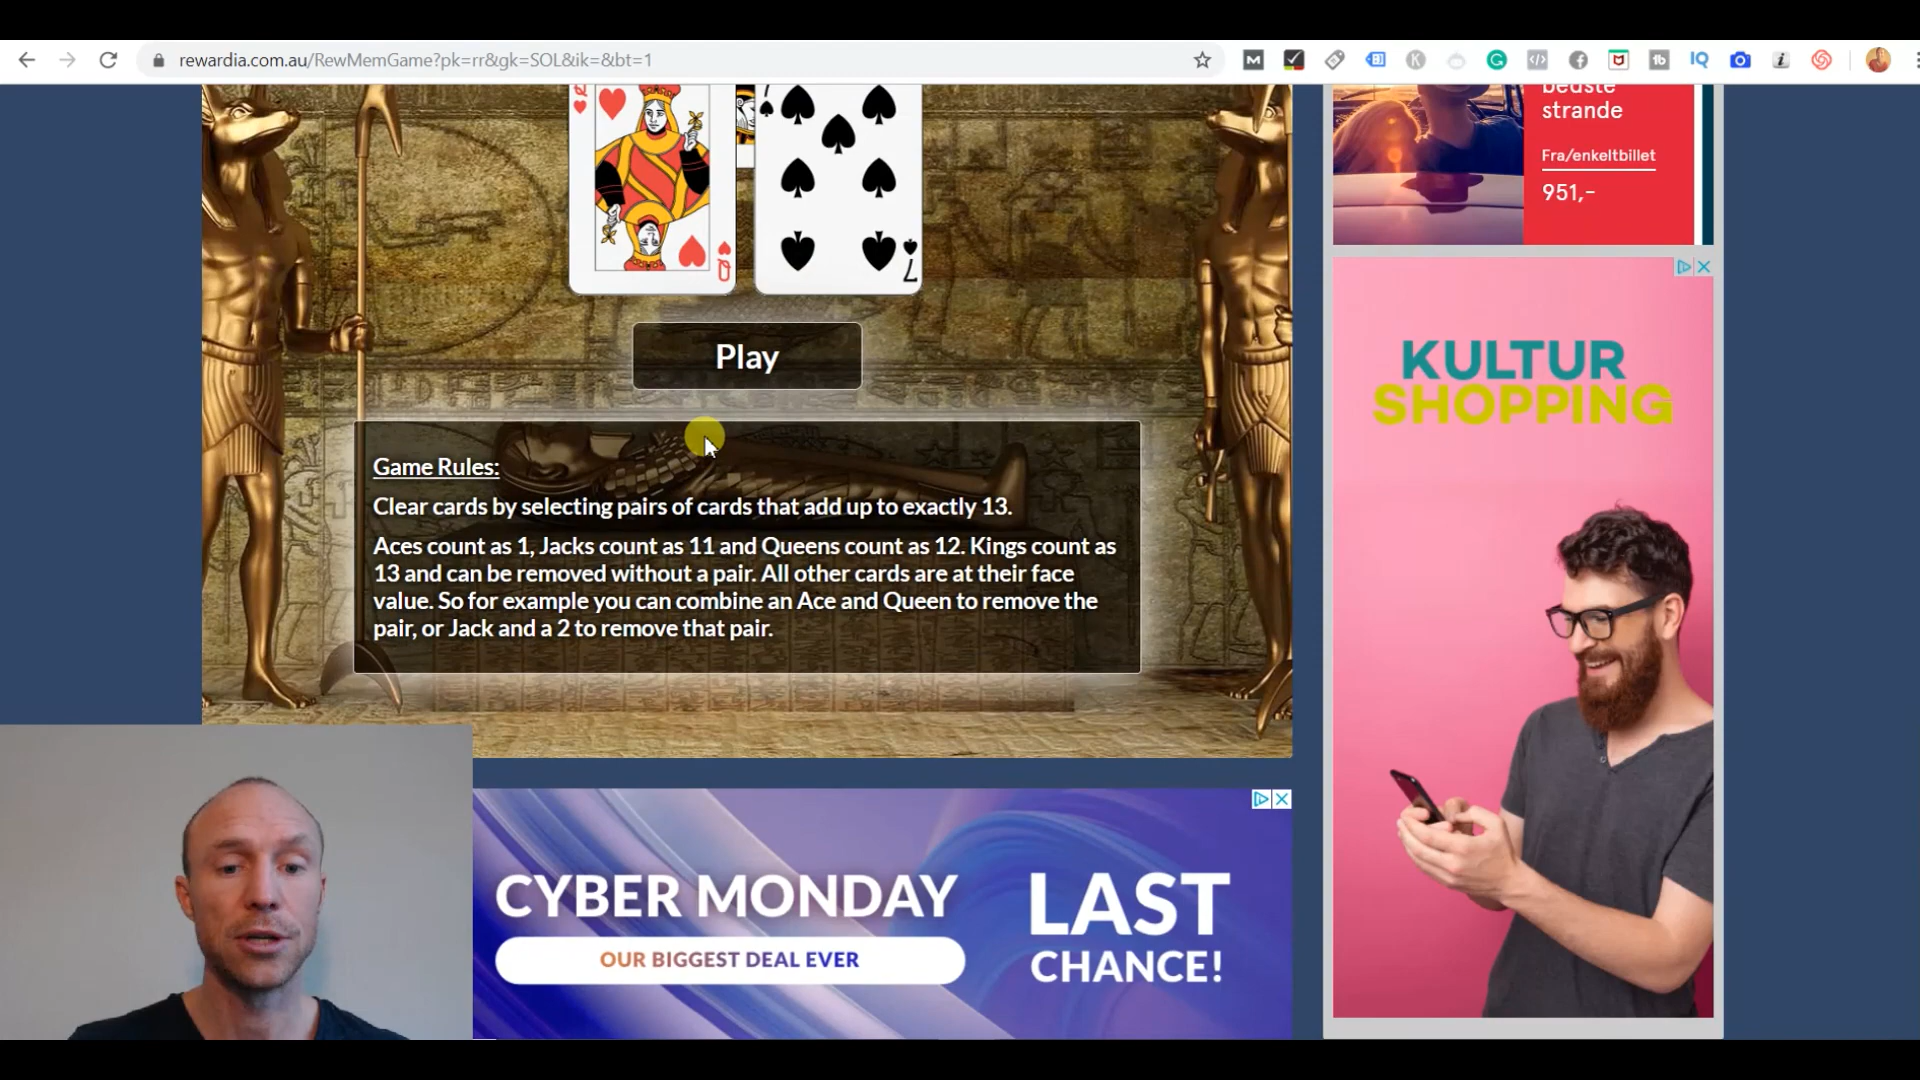 rewardia.com.au/RewMemGame?pk=rr&gk=SOL&ik=&bt=1
bedste
strande
Fra/enkeltbillet
951,-
Q
Q
7
Play
Game Rules:
Clear cards by selecting pairs of cards that add up to exactly 13.
Aces count as 1, Jacks count as 11 and Queens count as 12. Kings count as
13 and can be removed without a pair. All other cards are at their face
value. So for example you can combine an Ace and Queen to remove the
pair, or Jack and a 2 to remove that pair.
KULTUR
SHOPPING
CYBER MONDAY
OUR BIGGEST DEAL EVER
LAST
CHANCE!